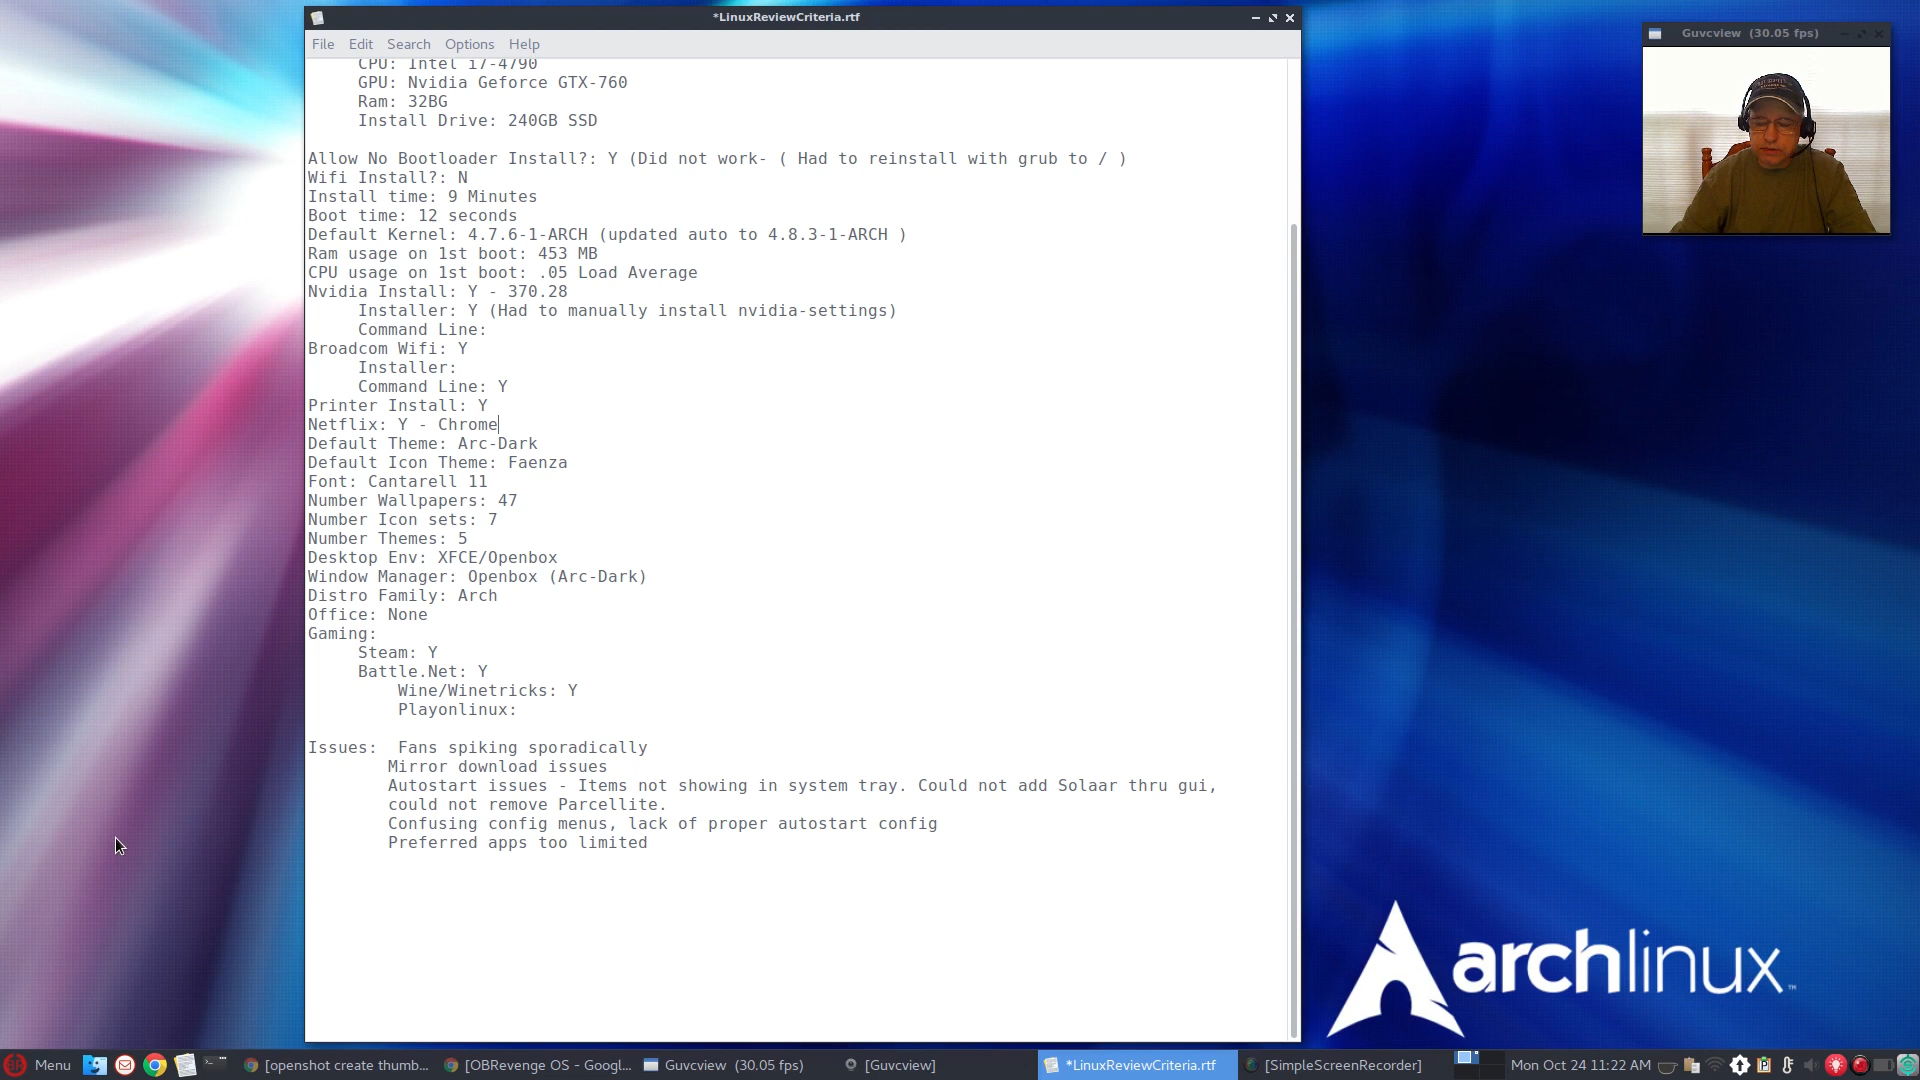 *LinuxReviewCriteria.rtf
File Edit Search Options Help
CPU: Intel i7-4790
GPU: Nvidia Geforce GTX-760
Ram: 32BG
Install Drive: 240GB SSD
Allow No Bootloader Install?: Y (Did not work- ( Had to reinstall with grub to / )
Wifi Install?: N
Install time: 9 Minutes
Boot time: 12 seconds
Default Kernel: 4.7.6-1-ARCH (updated auto to 4.8.3-1-ARCH )
Ram usage on 1st boot: 453 MB
CPU usage on 1st boot: .05 Load Average
Nvidia Install: Y - 370.28
Installer: Y (Had to manually install nvidia-settings)
Command Line:
Broadcom Wifi: Y
Installer:
Command Line: Y
Printer Install: Y
Netflix: Y - Chrome
Default Theme: Arc-Dark
Default Icon Theme: Faenza
Font: Cantarell 11
Number Wallpapers: 47
Number Icon sets: 7
Number Themes: 5
Desktop Env: XFCE/Openbox
Window Manager: Openbox (Arc-Dark)
Distro Family: Arch
Office: None
Gaming:
Steam: Y
Battle.Net: Y
Wine/Winetricks: Y
Playonlinux:
Issues:  Fans spiking sporadically
Mirror download issues
Autostart issues - Items not showing in system tray. Could not add Solaar thru gui,
could not remove Parcellite.
Confusing config menus, lack of proper autostart config
Preferred apps too limited
Guvcview (30.05 fps)
archlinux™
Menu [openshot create thumb... [OBRevenge OS - Googl... Guvcview (30.05 fps) [Guvcview] *LinuxReviewCriteria.rtf [SimpleScreenRecorder] Mon Oct 24 11:22 AM